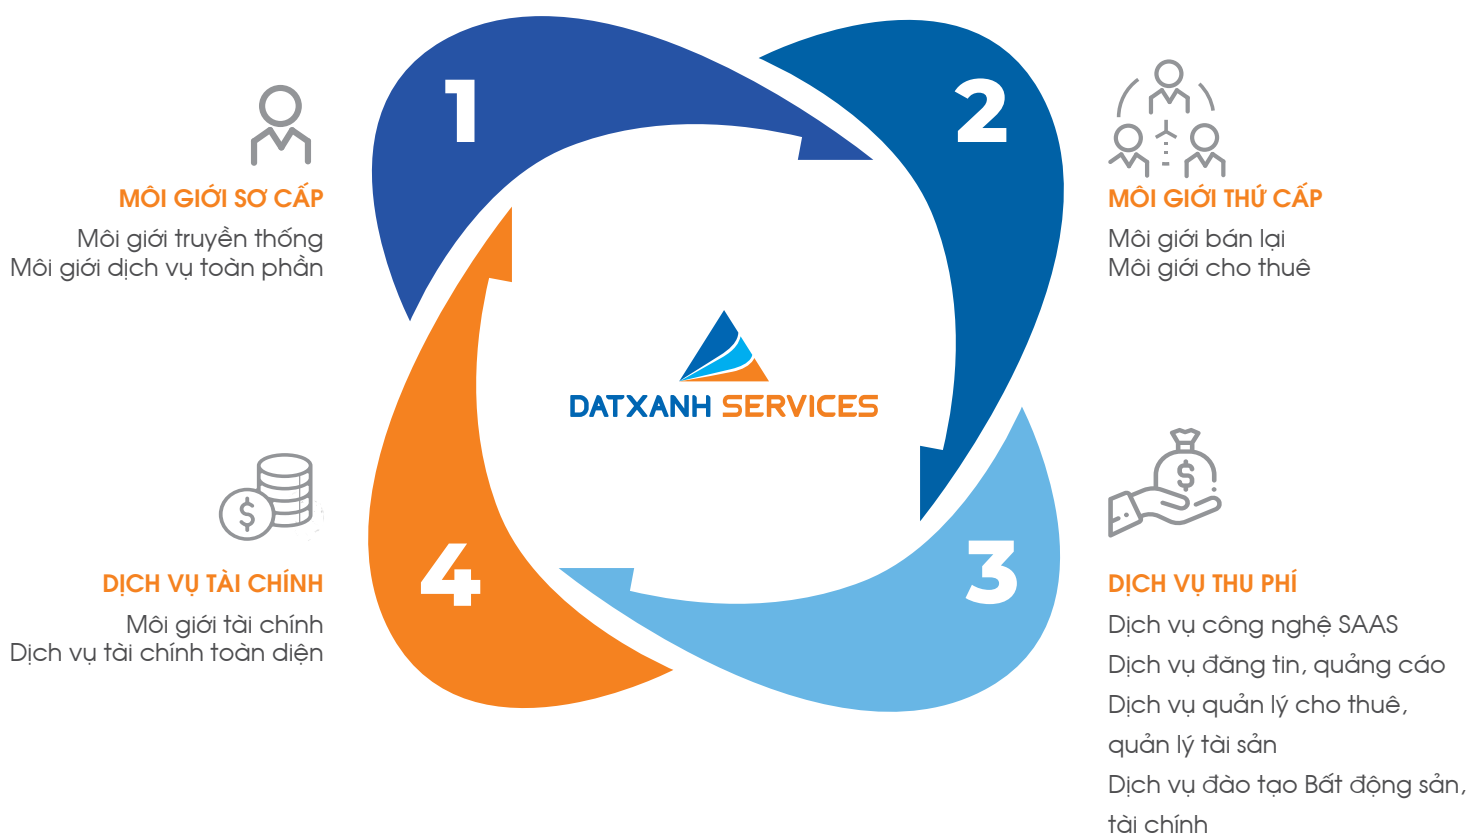 1
MÔI GIỚI SƠ CẤP
Môi giới truyền thống
Môi giới dịch vụ toàn phần
2
MÔI GIỚI THỨ CẤP
Môi giới bán lại
Môi giới cho thuê
DATXANH SERVICES
3
DỊCH VỤ THU PHÍ
Dịch vụ công nghệ SAAS
Dịch vụ đăng tin, quảng cáo
Dịch vụ quản lý cho thuê,
quản lý tài sản
Dịch vụ đào tạo Bất động sản,
tài chính
4
DỊCH VỤ TÀI CHÍNH
Môi giới tài chính
Dịch vụ tài chính toàn diện
$
$